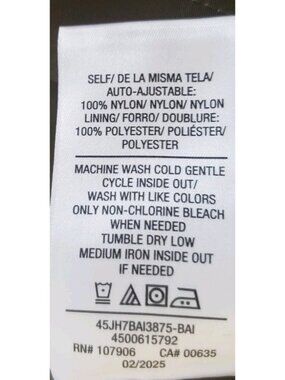 SELF/ DE LA MISMA TELA/
AUTO-AJUSTABLE:
100% NYLON/ NYLON/ NYLON
LINING/ FORRO/ DOUBLURE:
100% POLYESTER/ POLIÉSTER/
POLYESTER
MACHINE WASH COLD GENTLE
CYCLE INSIDE OUT/
WASH WITH LIKE COLORS
ONLY NON-CHLORINE BLEACH
WHEN NEEDED
TUMBLE DRY LOW
MEDIUM IRON INSIDE OUT
IF NEEDED
45JH7BAI3875-BAI
4500615792
RN# 107906 CA# 00635
02/2025